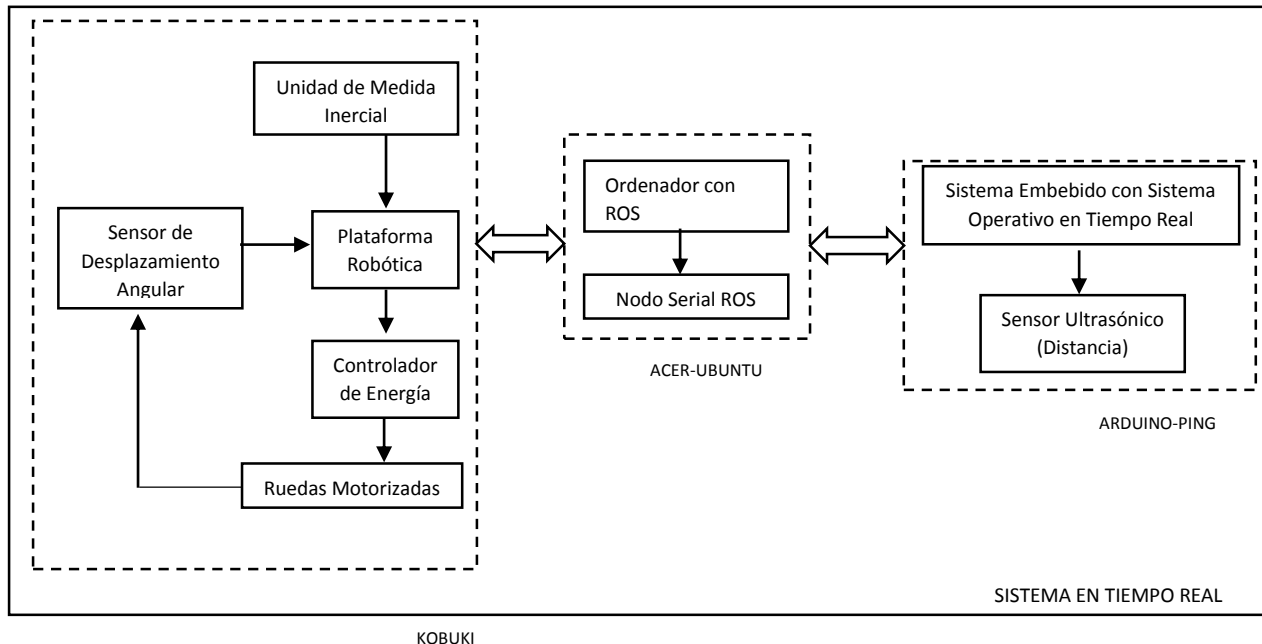 Unidad de Medida
Inercial
Sensor de
Desplazamiento
Angular
Plataforma
Robótica
Controlador
de Energía
Ruedas Motorizadas
KOBUKI
Ordenador con
ROS
Nodo Serial ROS
ACER-UBUNTU
Sistema Embebido con Sistema
Operativo en Tiempo Real
Sensor Ultrasónico
(Distancia)
ARDUINO-PING
SISTEMA EN TIEMPO REAL